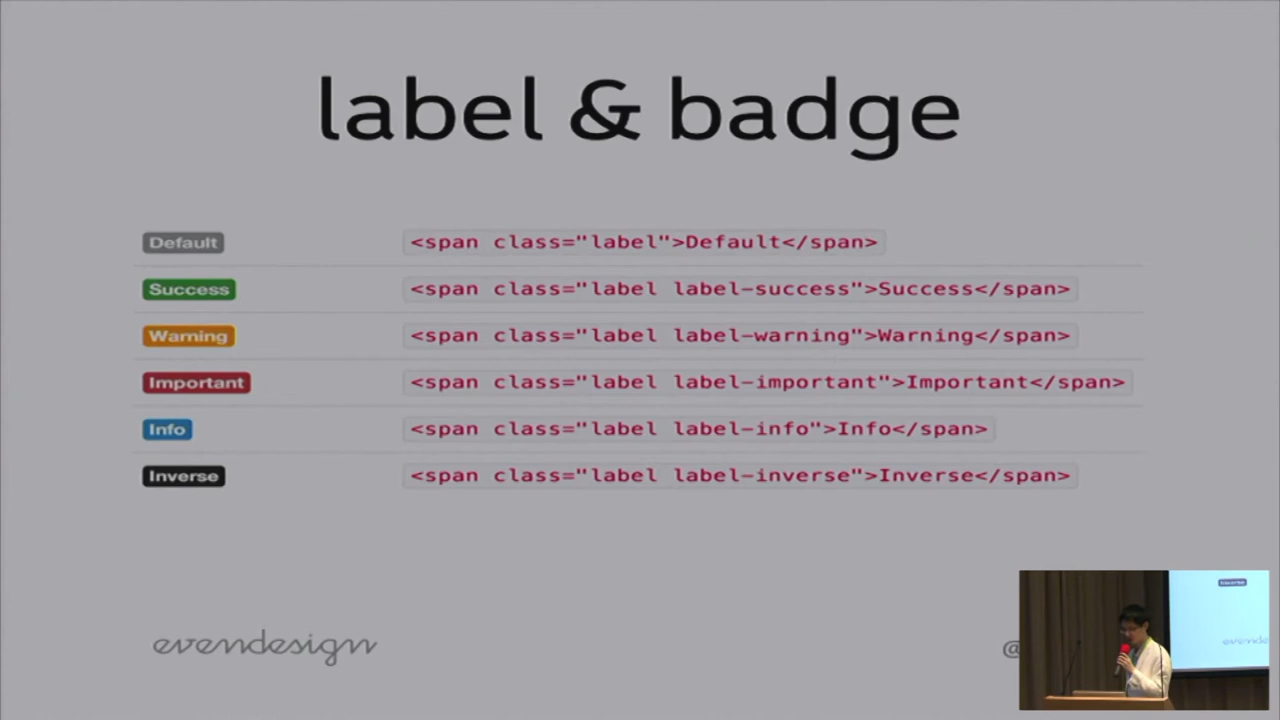 label & badge
Default <span class="label">Default</span>
Success <span class="label label-success">Success</span>
Warning <span class="label label-warning">Warning</span>
Important <span class="label label-important">Important</span>
Info <span class="label label-info">Info</span>
Inverse <span class="label label-inverse">Inverse</span>
evendesign @